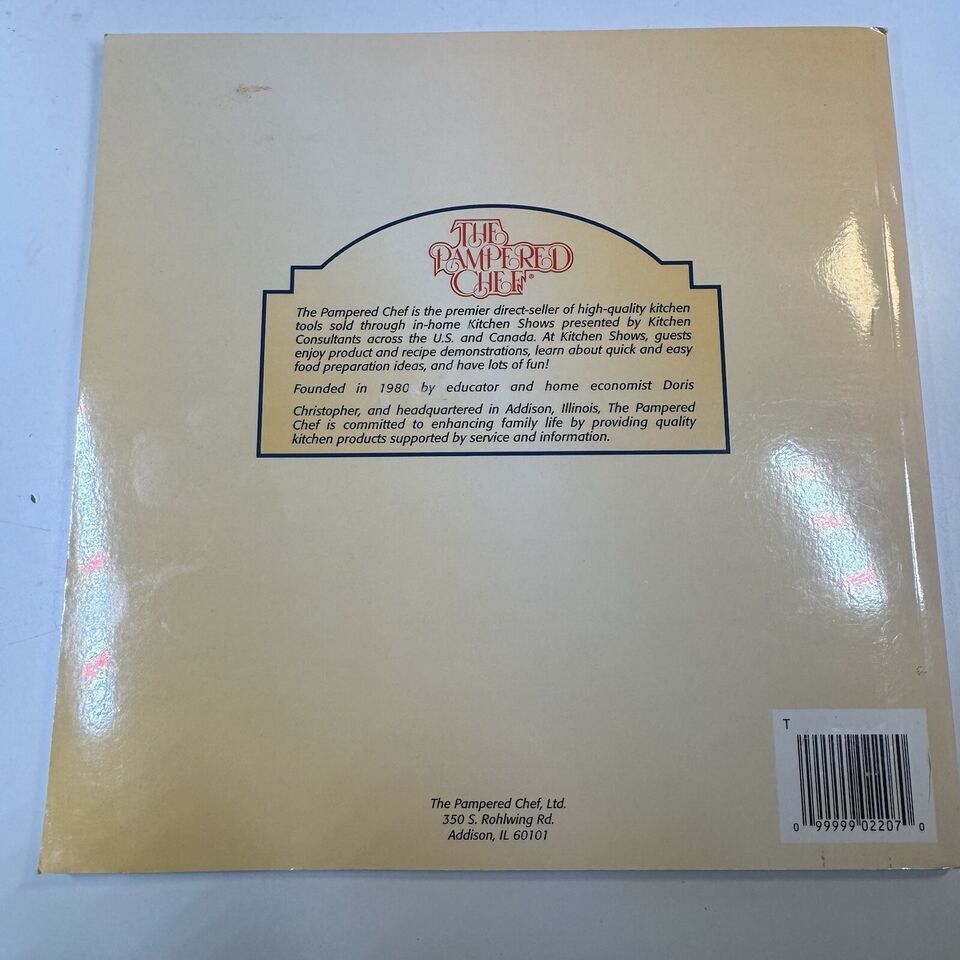 THE
PAMPERED
CHEF®
The Pampered Chef is the premier direct-seller of high-quality kitchen
tools sold through in-home Kitchen Shows presented by Kitchen
Consultants across the U.S. and Canada. At Kitchen Shows, guests
enjoy product and recipe demonstrations, learn about quick and easy
food preparation ideas, and have lots of fun!
Founded in 1980 by educator and home economist Doris
Christopher, and headquartered in Addison, Illinois, The Pampered
Chef is committed to enhancing family life by providing quality
kitchen products supported by service and information.
T
0 99999 02207 0
The Pampered Chef, Ltd.
350 S. Rohlwing Rd.
Addison, IL 60101